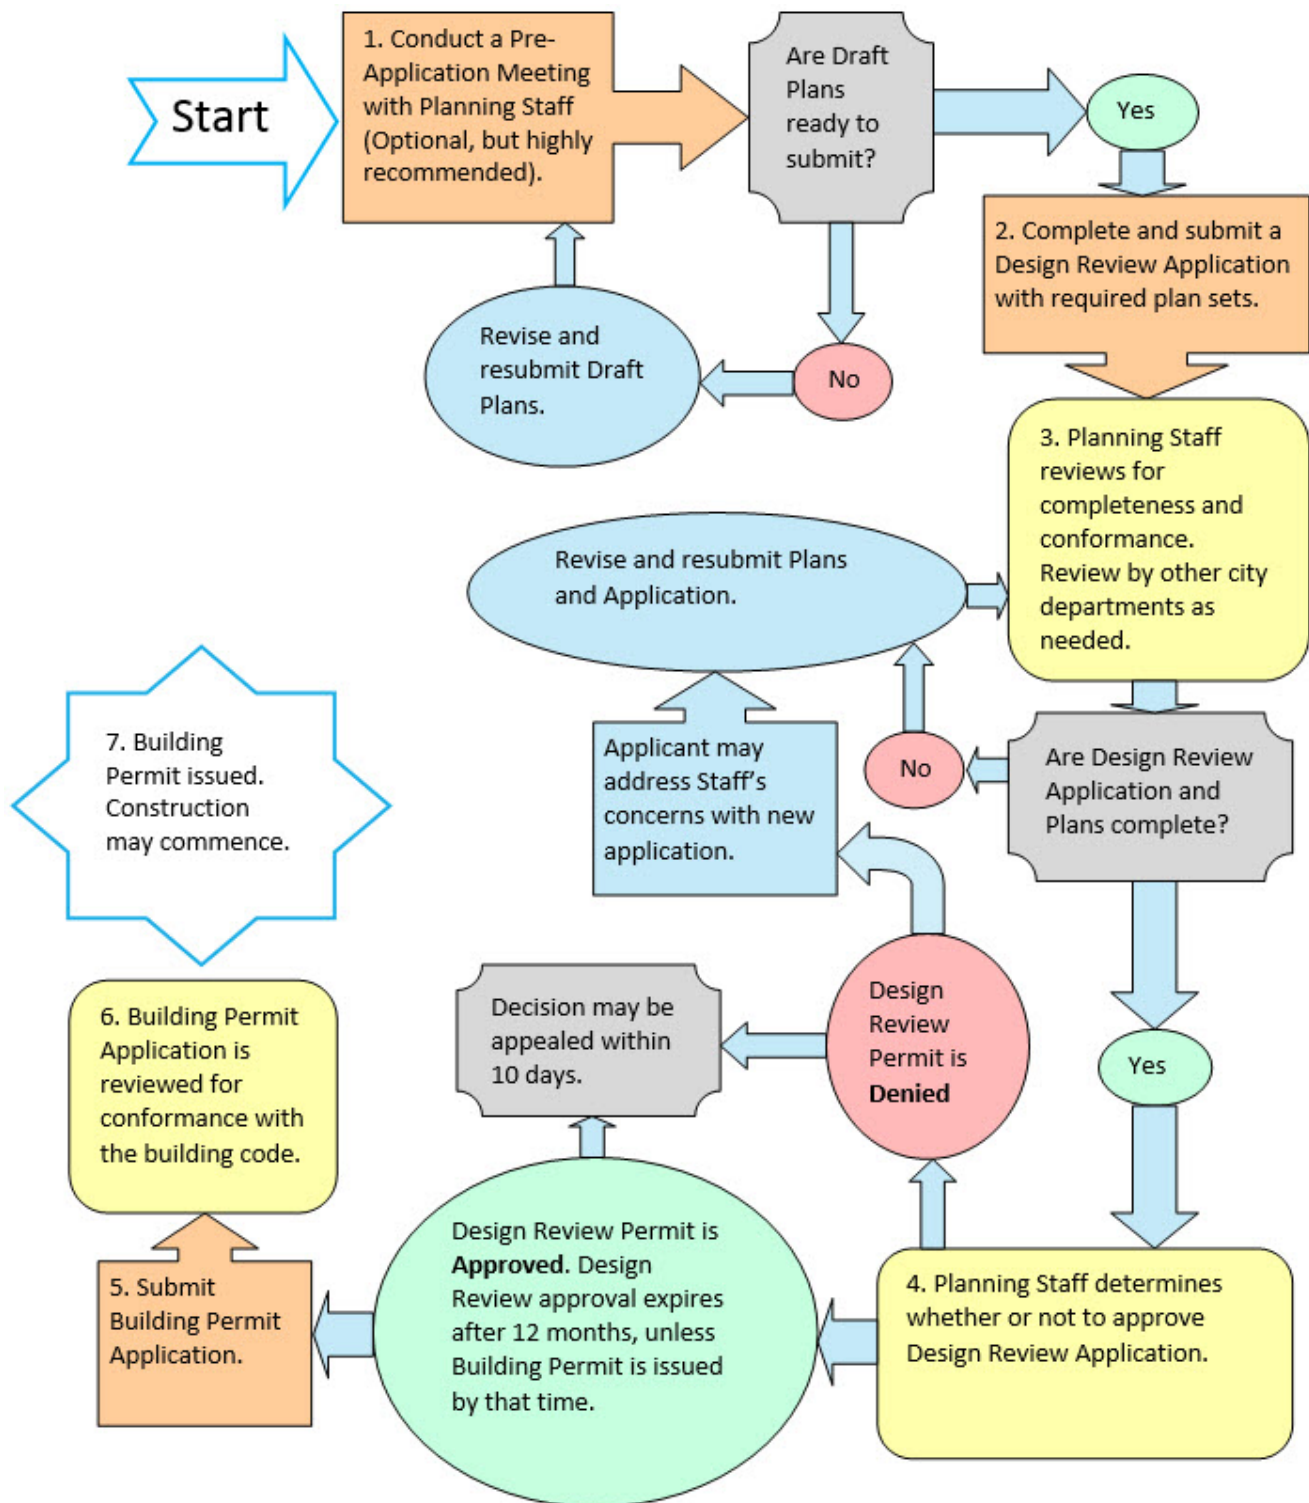 Start
1. Conduct a Pre-
Application Meeting
with Planning Staff
(Optional, but highly
recommended).
Are Draft
Plans
ready to
submit?
Yes
2. Complete and submit a
Design Review Application
with required plan sets.
Revise and
resubmit Draft
Plans.
No
3. Planning Staff
reviews for
completeness and
conformance.
Review by other city
departments as
needed.
Revise and resubmit Plans
and Application.
7. Building
Permit issued.
Construction
may commence.
Applicant may
address Staff's
concerns with new
application.
No
Are Design Review
Application and
Plans complete?
6. Building Permit
Application is
reviewed for
conformance with
the building code.
Decision may be
appealed within
10 days.
Design
Review
Permit is
Denied
Yes
5. Submit
Building Permit
Application.
Design Review Permit is
Approved. Design
Review approval expires
after 12 months, unless
Building Permit is issued
by that time.
4. Planning Staff determines
whether or not to approve
Design Review Application.